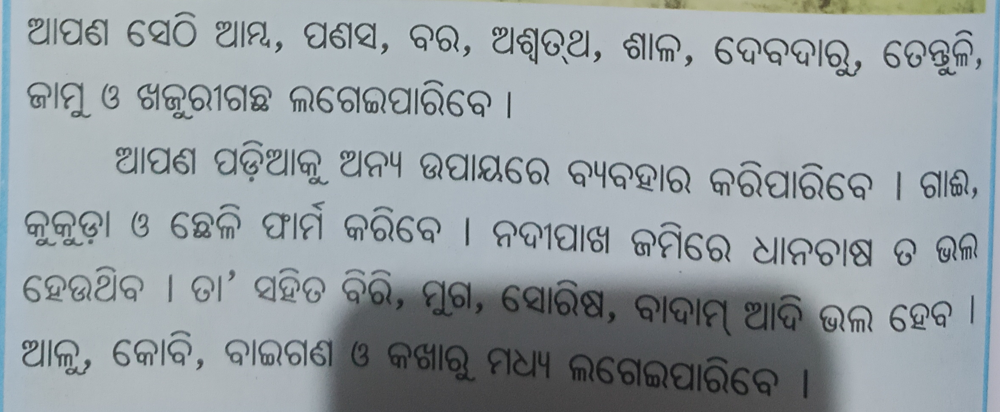 ଆପଣ ସେଠି ଆମ୍ବ, ପଣସ, ବର, ଅଶ୍ୱତ୍‌ଥ, ଶାଳ, ଦେବଦାରୁ, ତେନ୍ତୁଳି,
ଜାମୁ ଓ ଖଜୁରୀଗଛ ଲଗେଇପାରିବେ ।
ଆପଣ ପଡ଼ିଆକୁ ଅନ୍ୟ ଉପାୟରେ ବ୍ୟବହାର କରିପାରିବେ । ଗାଈ,
କୁକୁଡ଼ା ଓ ଛେଳି ଫାର୍ମ କରିବେ । ନଦୀପାଖ ଜମିରେ ଧାନଚାଷ ତ ଭଲ
ହେଉଥିବ । ତା’ ସହିତ ବିରି, ମୁଗ, ସୋରିଷ, ବାଦାମ୍ ଆଦି ଭଲ ହେବ ।
ଆଳୁ, କୋବି, ବାଇଗଣ ଓ କଖାରୁ ମଧ୍ୟ ଲଗେଇପାରିବେ ।